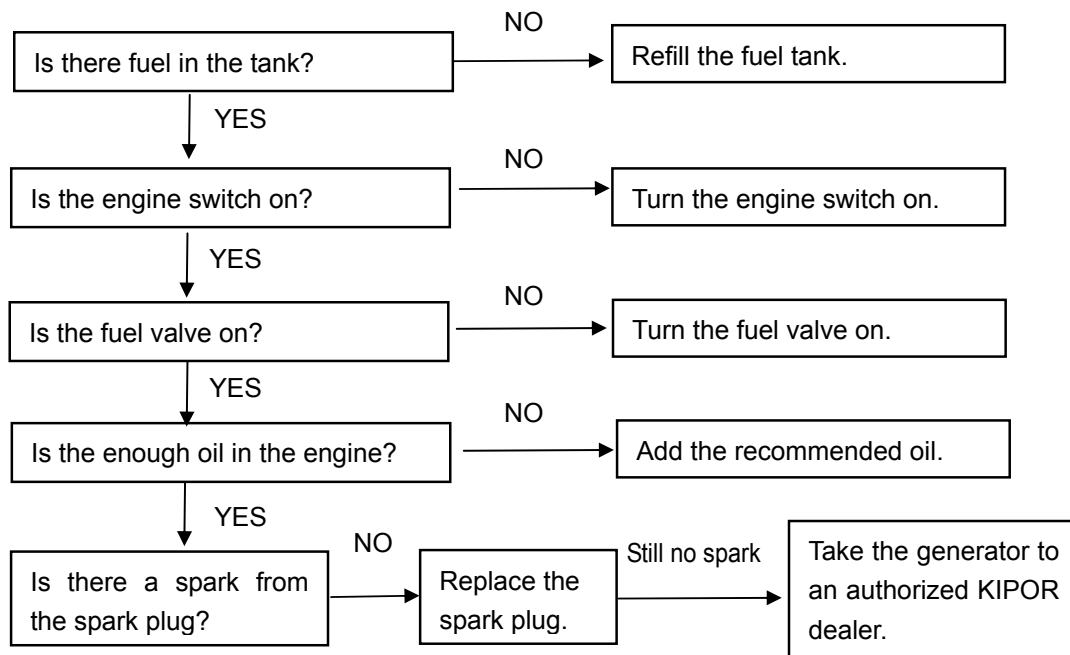 NO
Is there fuel in the tank?
Refill the fuel tank.
YES
NO
Is the engine switch on?
Turn the engine switch on.
YES
NO
Is the fuel valve on?
Turn the fuel valve on.
YES
NO
Is the enough oil in the engine?
Add the recommended oil.
YES
NO
Still no spark
Is there a spark from
the spark plug?
Replace the
spark plug.
Take the generator to
an authorized KIPOR
dealer.